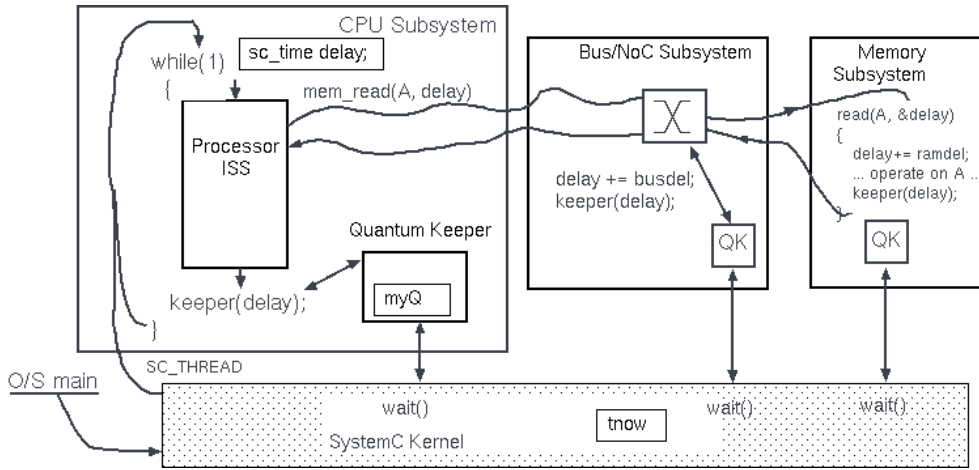 CPU Subsystem
sc_time delay;
while(1)
{
mem_read(A, delay)
Processor
ISS
Quantum Keeper
myQ
keeper(delay);
}
SC_THREAD
Bus/NoC Subsystem
delay += busdel;
keeper(delay);
QK
Memory
Subsystem
read(A, &delay)
{
delay+= ramdel;
... operate on A ..
keeper(delay);
}
QK
O/S main
wait()
wait()
wait()
tnow
SystemC Kernel